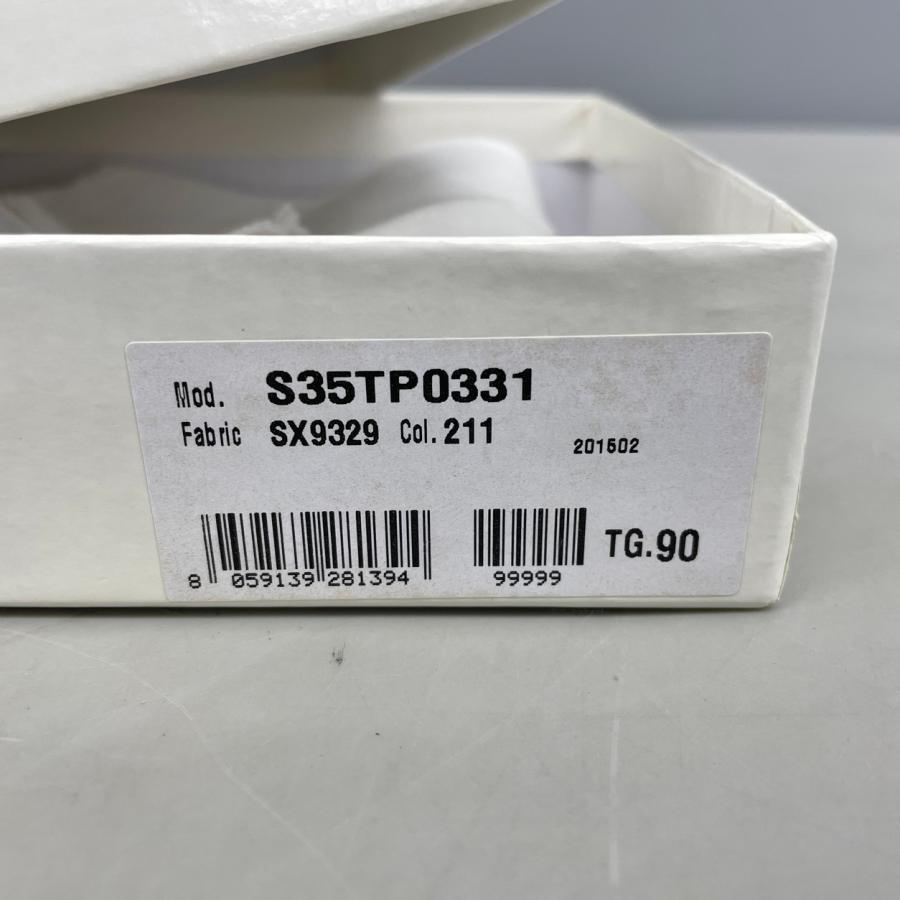 Mod. S35TP0331
Fabric SX9329 Col.211
201502
8 059139 281394
99999
TG.90